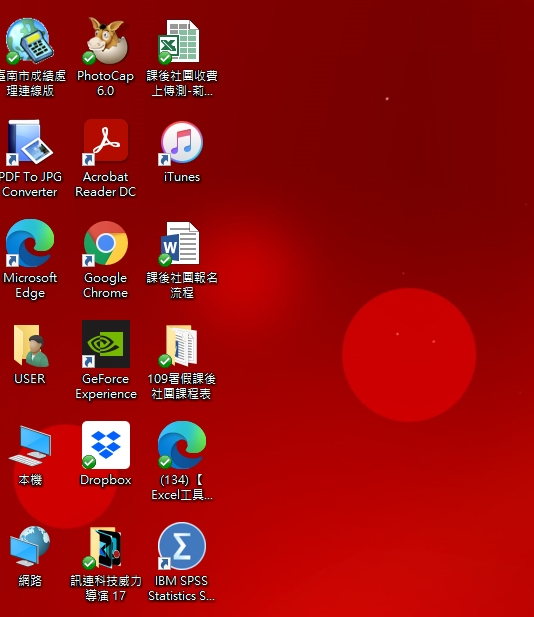 臺南市成績處
理連線版
PhotoCap
6.0
課後社團收費
上傳測-莉...
PDF To JPG
Converter
Acrobat
Reader DC
iTunes
Microsoft
Edge
Google
Chrome
課後社團報名
流程
USER
GeForce
Experience
109暑假課後
社團課程表
本機
Dropbox
(134)【
Excel工具...
網路
訊連科技威力
導演 17
IBM SPSS
Statistics S...